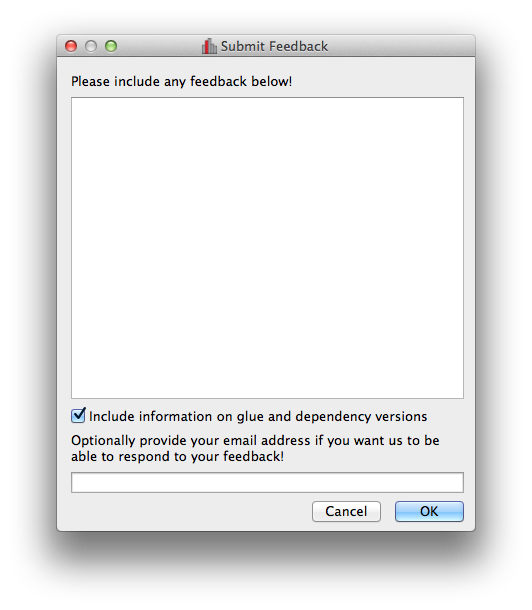 Submit Feedback
Please include any feedback below!
Include information on glue and dependency versions
Optionally provide your email address if you want us to be
able to respond to your feedback!
Cancel OK